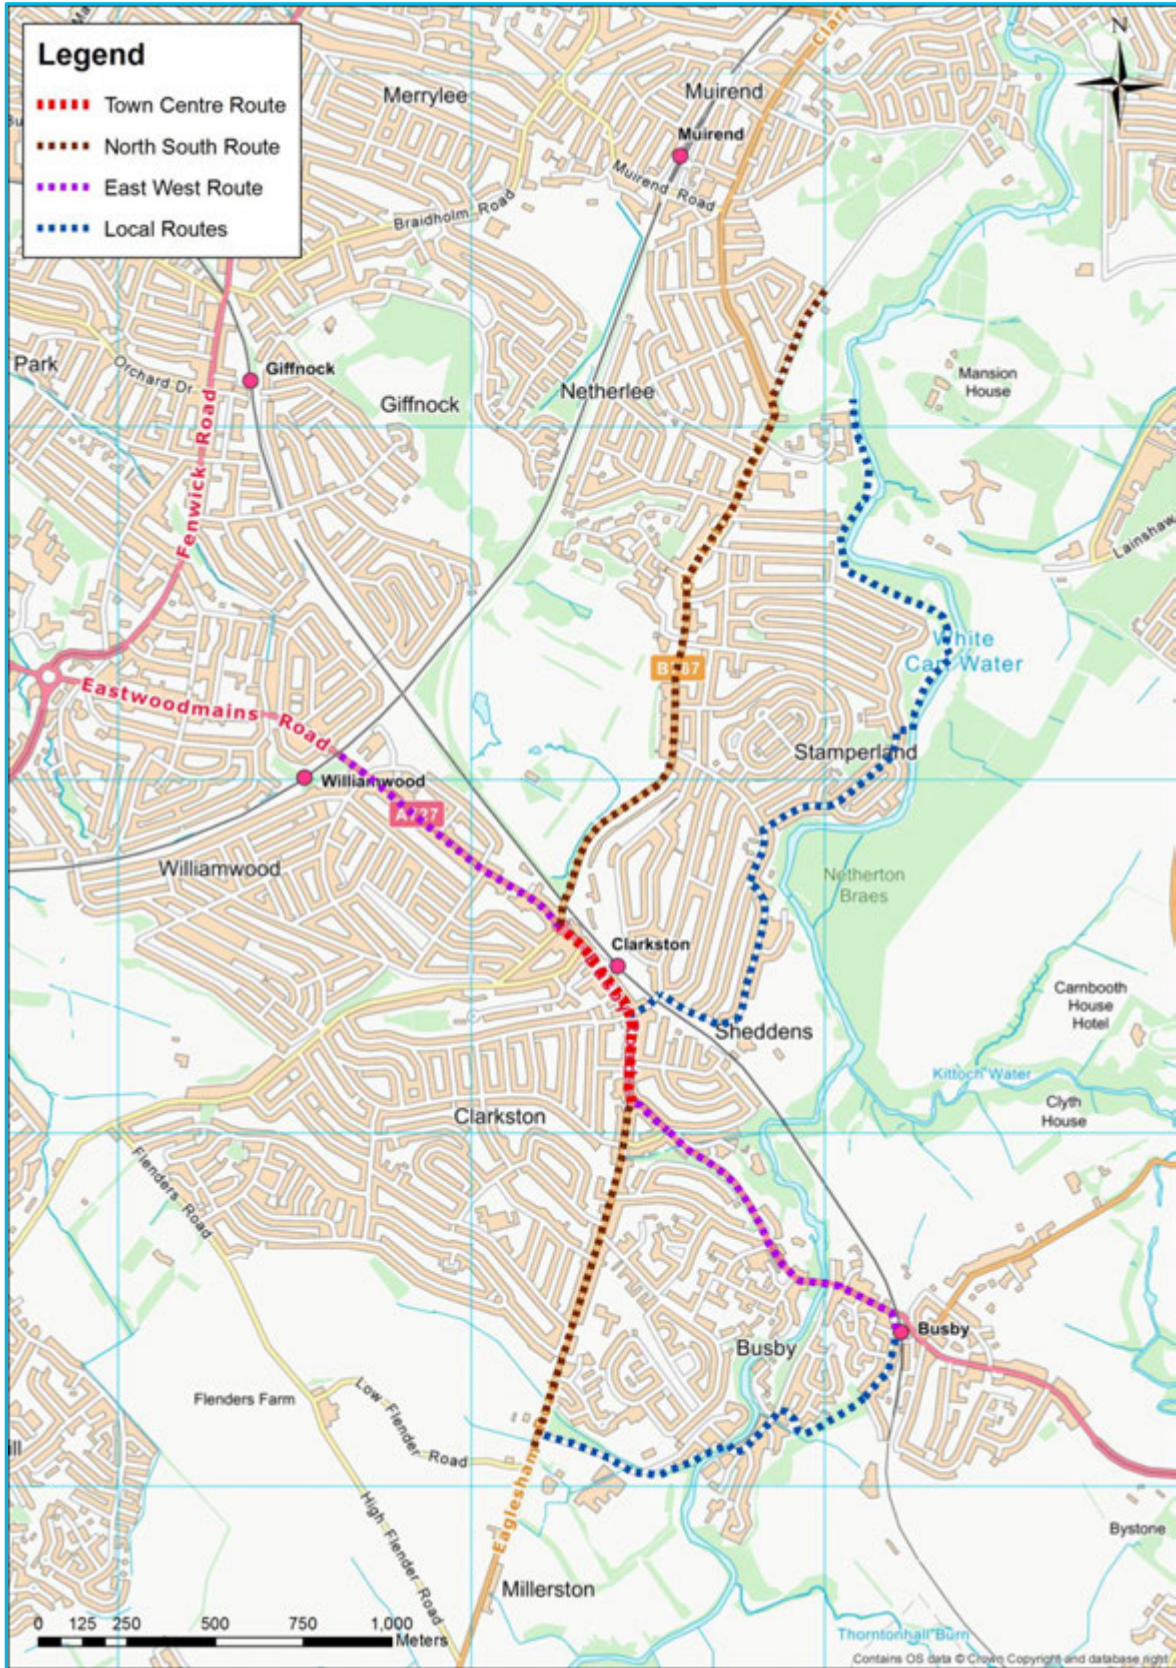 Legend
Town Centre Route
North South Route
East West Route
Local Routes
N
Merrylee
Muirend
Muirend
Muirend Road
Braidholm Road
Mansion
House
Park
Orchard Dr
Giffnock
Giffnock
Netherlee
Fenwick Road
Lainshaw
White
Cart Water
Eastwoodmains Road
Stamperland
Williamwood
Williamwood
Netherton
Braes
Clarkston
Busby
Carnbooth
House
Hotel
Sheddens
Kittoch Water
Clarkston
Clyth
House
Flenders Road
Busby
Busby
Flenders Farm
Low Flender Road
Eaglesham
High Flender Road
Bystone
Millerston
0 125 250 500 750 1,000
Meters
Thorntonhall Burn
Contains OS data © Crown Copyright and database right